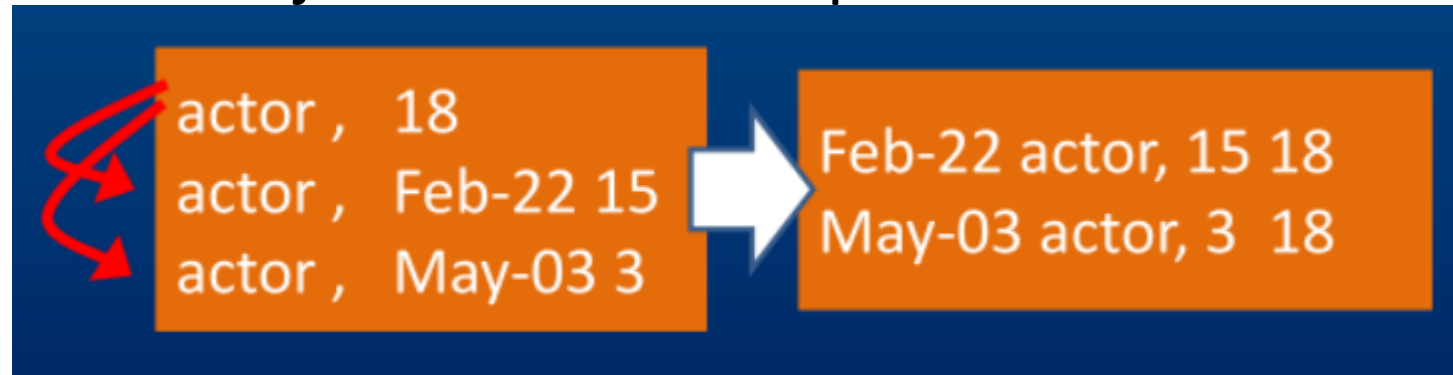 actor ,   18
actor ,   Feb-22 15
actor ,   May-03 3
Feb-22 actor, 15 18
May-03 actor, 3  18